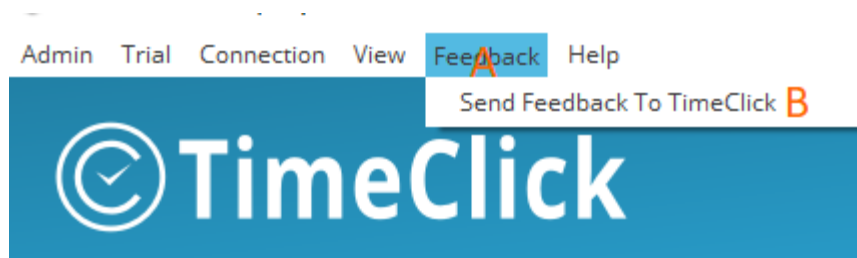 Admin Trial Connection View Feedback Help
A
Send Feedback To TimeClick B
TimeClick